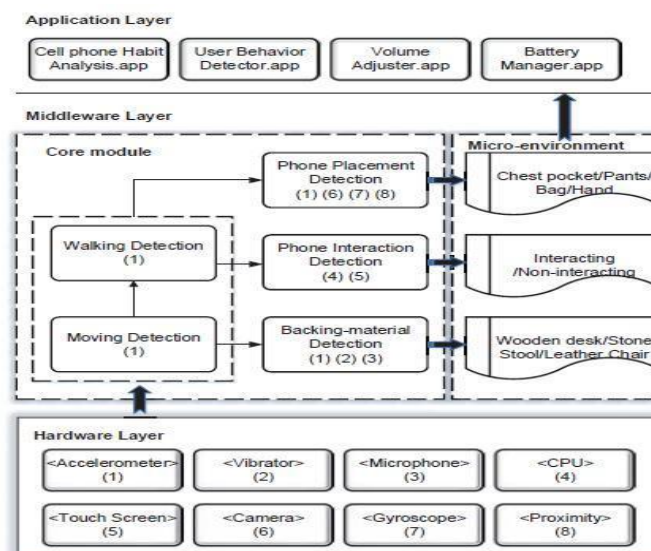 Application Layer
Cell phone Habit
Analysis.app
User Behavior
Detector.app
Volume
Adjuster.app
Battery
Manager.app
Middleware Layer
Core module
Micro-environment
Phone Placement
Detection
(1) (6) (7) (8)
Chest pocket/Pants/
Bag/Hand
Walking Detection
(1)
Phone Interaction
Detection
(4) (5)
Interacting
/Non-interacting
Moving Detection
(1)
Backing-material
Detection
(1) (2) (3)
Wooden desk/Stone
Stool/Leather Chair
Hardware Layer
<Accelerometer>
(1)
<Vibrator>
(2)
<Microphone>
(3)
<CPU>
(4)
<Touch Screen>
(5)
<Camera>
(6)
<Gyroscope>
(7)
<Proximity>
(8)